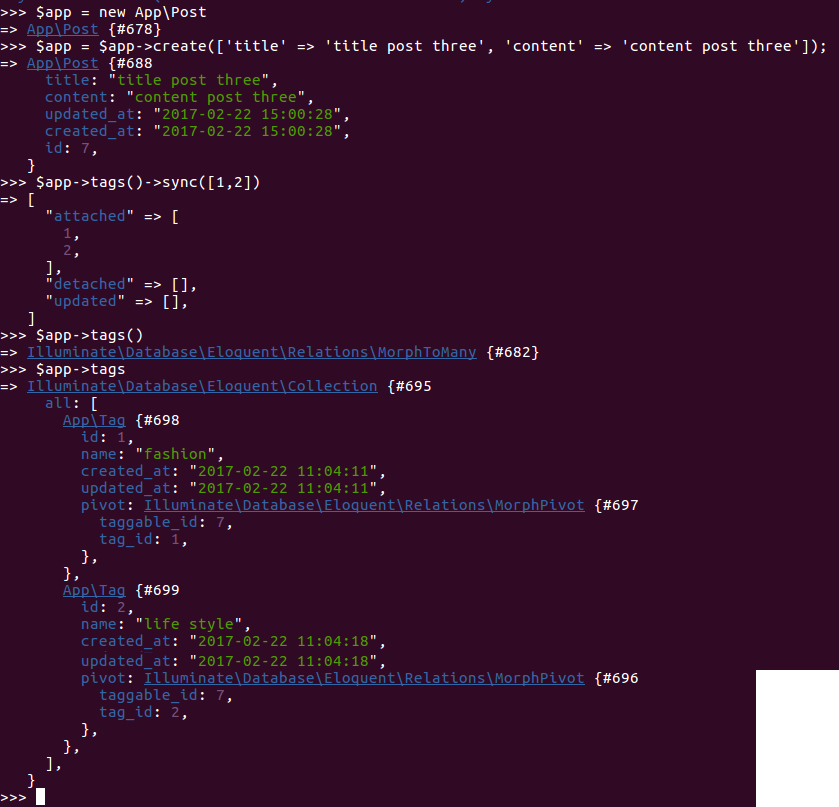 >>> $app = new App\Post
=> App\Post {#678}
>>> $app = $app->create(['title' => 'title post three', 'content' => 'content post three']);
=> App\Post {#688
     title: "title post three",
     content: "content post three",
     updated_at: "2017-02-22 15:00:28",
     created_at: "2017-02-22 15:00:28",
     id: 7,
   }
>>> $app->tags()->sync([1,2])
=> [
     "attached" => [
       1,
       2,
     ],
     "detached" => [],
     "updated" => [],
   ]
>>> $app->tags()
=> Illuminate\Database\Eloquent\Relations\MorphToMany {#682}
>>> $app->tags
=> Illuminate\Database\Eloquent\Collection {#695
     all: [
       App\Tag {#698
         id: 1,
         name: "fashion",
         created_at: "2017-02-22 11:04:11",
         updated_at: "2017-02-22 11:04:11",
         pivot: Illuminate\Database\Eloquent\Relations\MorphPivot {#697
           taggable_id: 7,
           tag_id: 1,
         },
       },
       App\Tag {#699
         id: 2,
         name: "life style",
         created_at: "2017-02-22 11:04:18",
         updated_at: "2017-02-22 11:04:18",
         pivot: Illuminate\Database\Eloquent\Relations\MorphPivot {#696
           taggable_id: 7,
           tag_id: 2,
         },
       },
     ],
   }
>>>